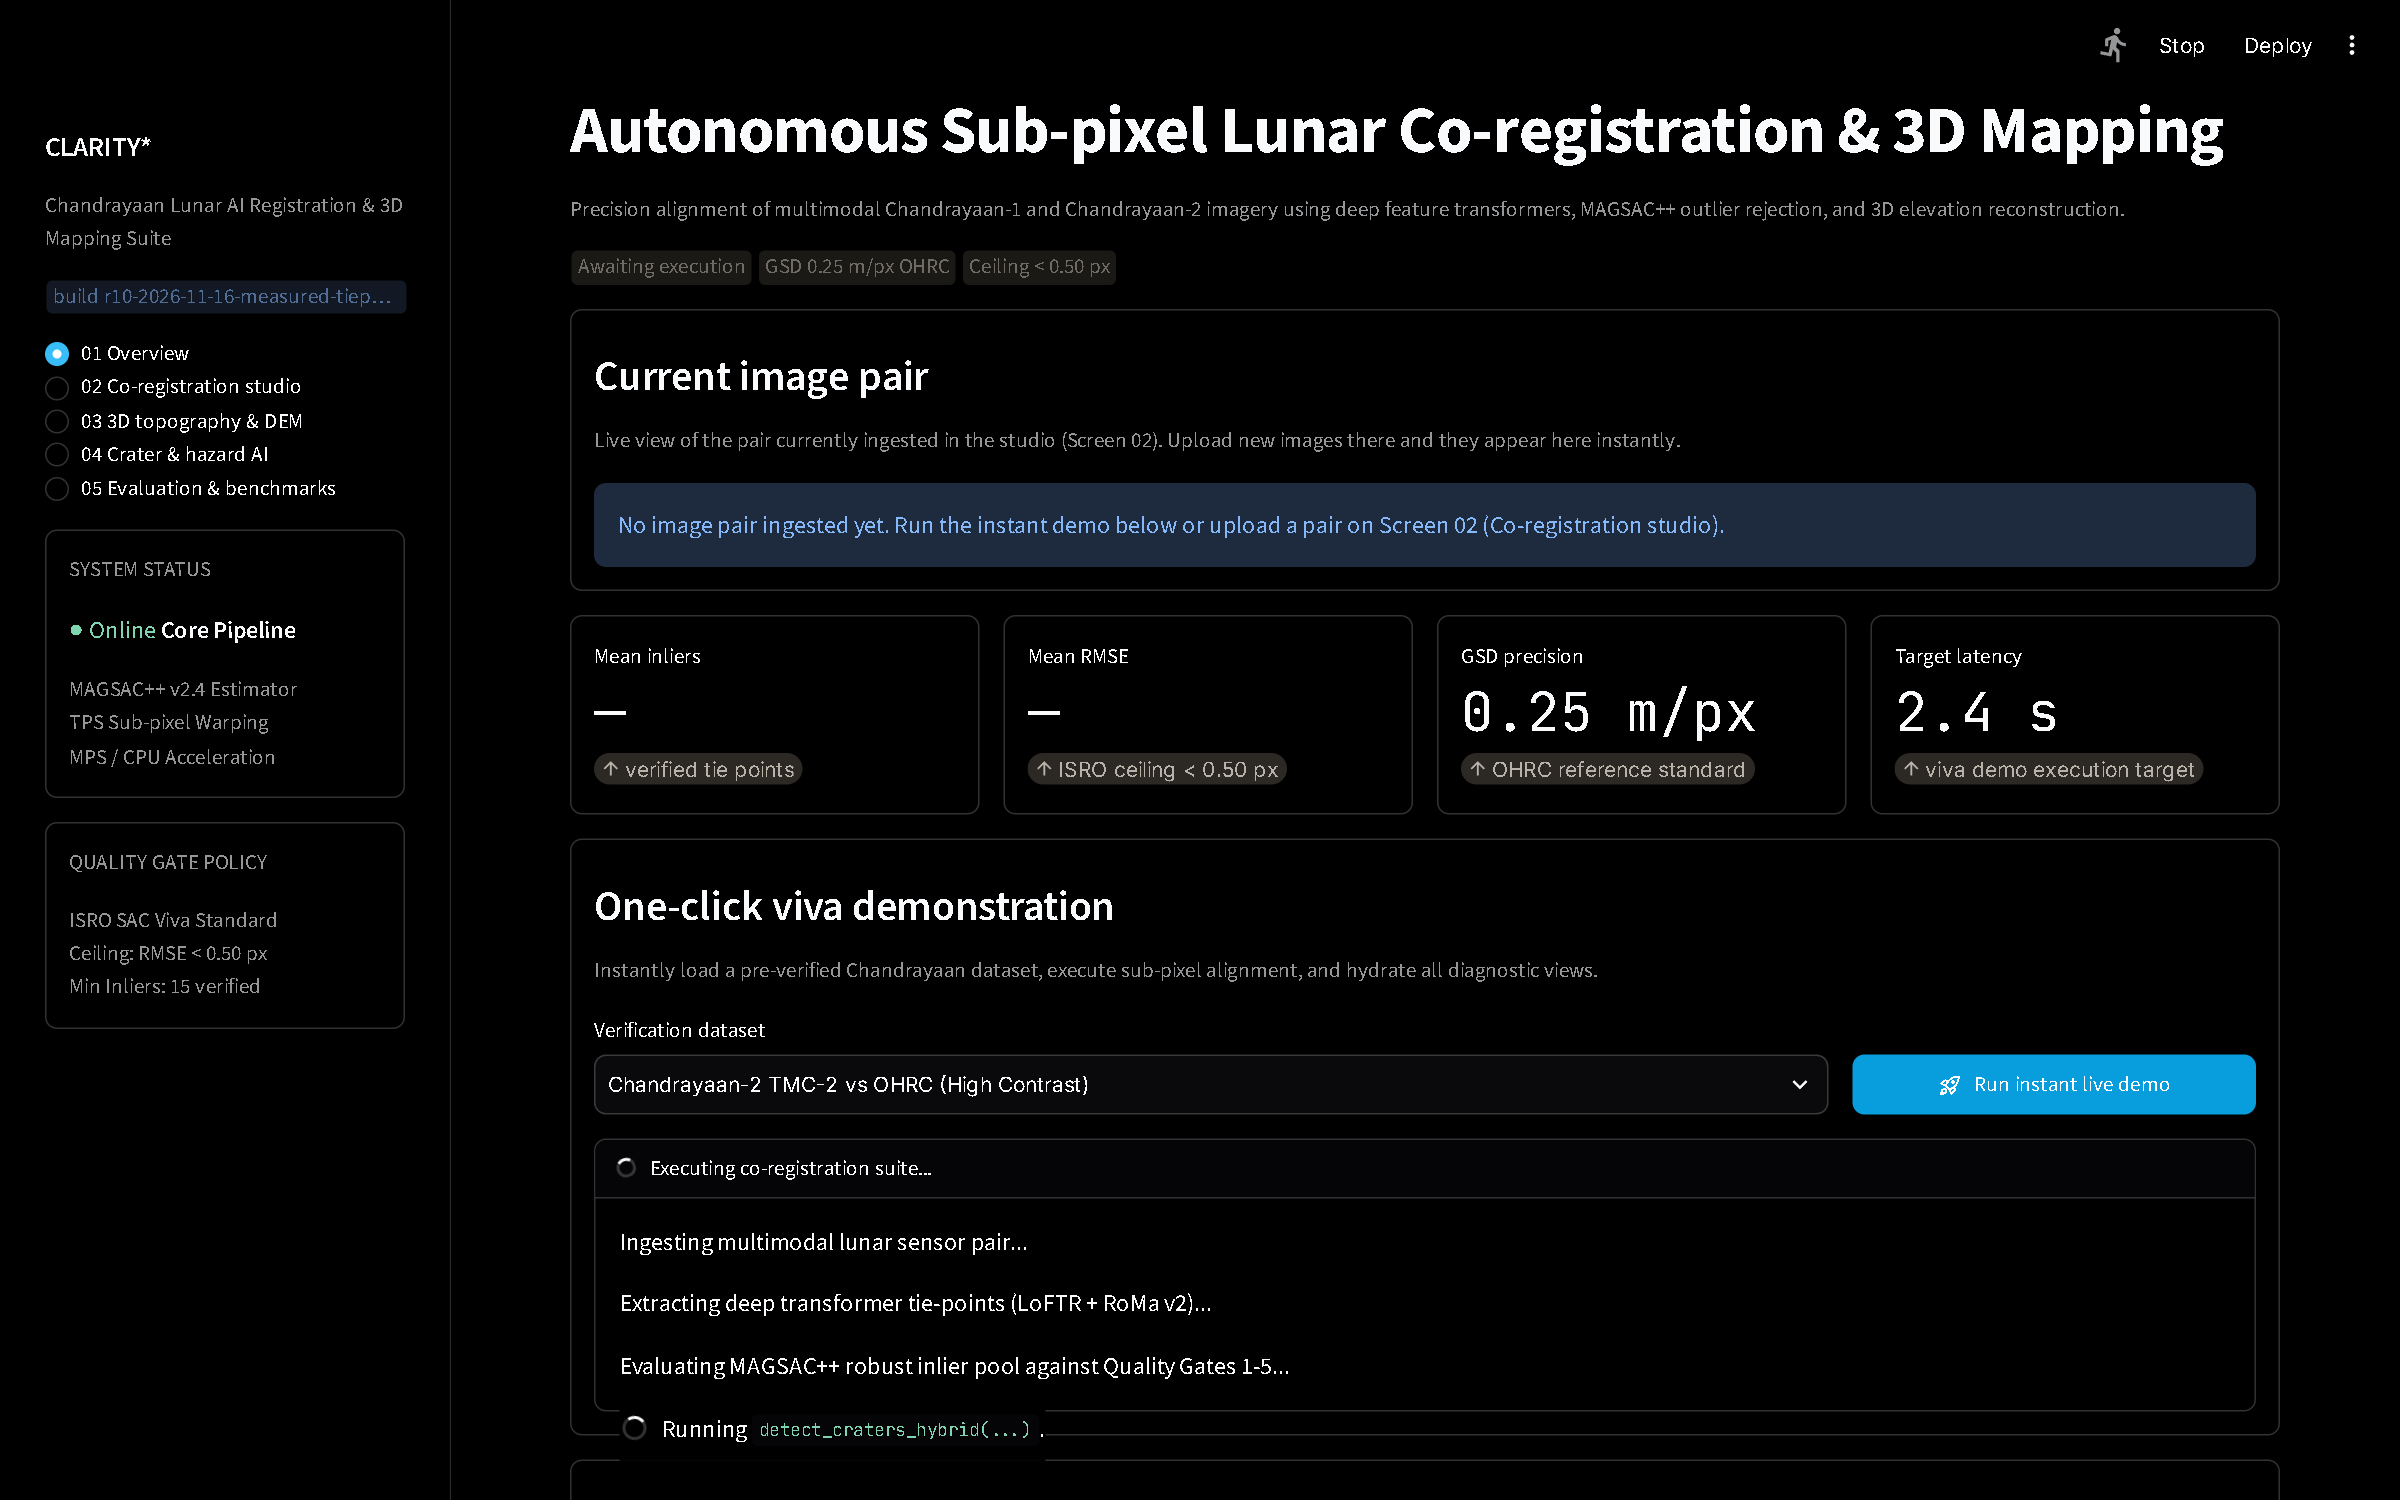 Stop
Deploy
CLARITY*
Chandrayaan Lunar AI Registration & 3D
Mapping Suite
build r10-2026-11-16-measured-tiep…
01 Overview
02 Co-registration studio
03 3D topography & DEM
04 Crater & hazard AI
05 Evaluation & benchmarks
SYSTEM STATUS
● Online Core Pipeline
MAGSAC++ v2.4 Estimator
TPS Sub-pixel Warping
MPS / CPU Acceleration
QUALITY GATE POLICY
ISRO SAC Viva Standard
Ceiling: RMSE < 0.50 px
Min Inliers: 15 verified
Autonomous Sub-pixel Lunar Co-registration & 3D Mapping
Precision alignment of multimodal Chandrayaan-1 and Chandrayaan-2 imagery using deep feature transformers, MAGSAC++ outlier rejection, and 3D elevation reconstruction.
Awaiting execution
GSD 0.25 m/px OHRC
Ceiling < 0.50 px
Current image pair
Live view of the pair currently ingested in the studio (Screen 02). Upload new images there and they appear here instantly.
No image pair ingested yet. Run the instant demo below or upload a pair on Screen 02 (Co-registration studio).
Mean inliers
—
↑ verified tie points
Mean RMSE
—
↑ ISRO ceiling < 0.50 px
GSD precision
0.25 m/px
↑ OHRC reference standard
Target latency
2.4 s
↑ viva demo execution target
One-click viva demonstration
Instantly load a pre-verified Chandrayaan dataset, execute sub-pixel alignment, and hydrate all diagnostic views.
Verification dataset
Chandrayaan-2 TMC-2 vs OHRC (High Contrast)
Run instant live demo
Executing co-registration suite...
Ingesting multimodal lunar sensor pair...
Extracting deep transformer tie-points (LoFTR + RoMa v2)...
Evaluating MAGSAC++ robust inlier pool against Quality Gates 1-5...
Running detect_craters_hybrid(...) .